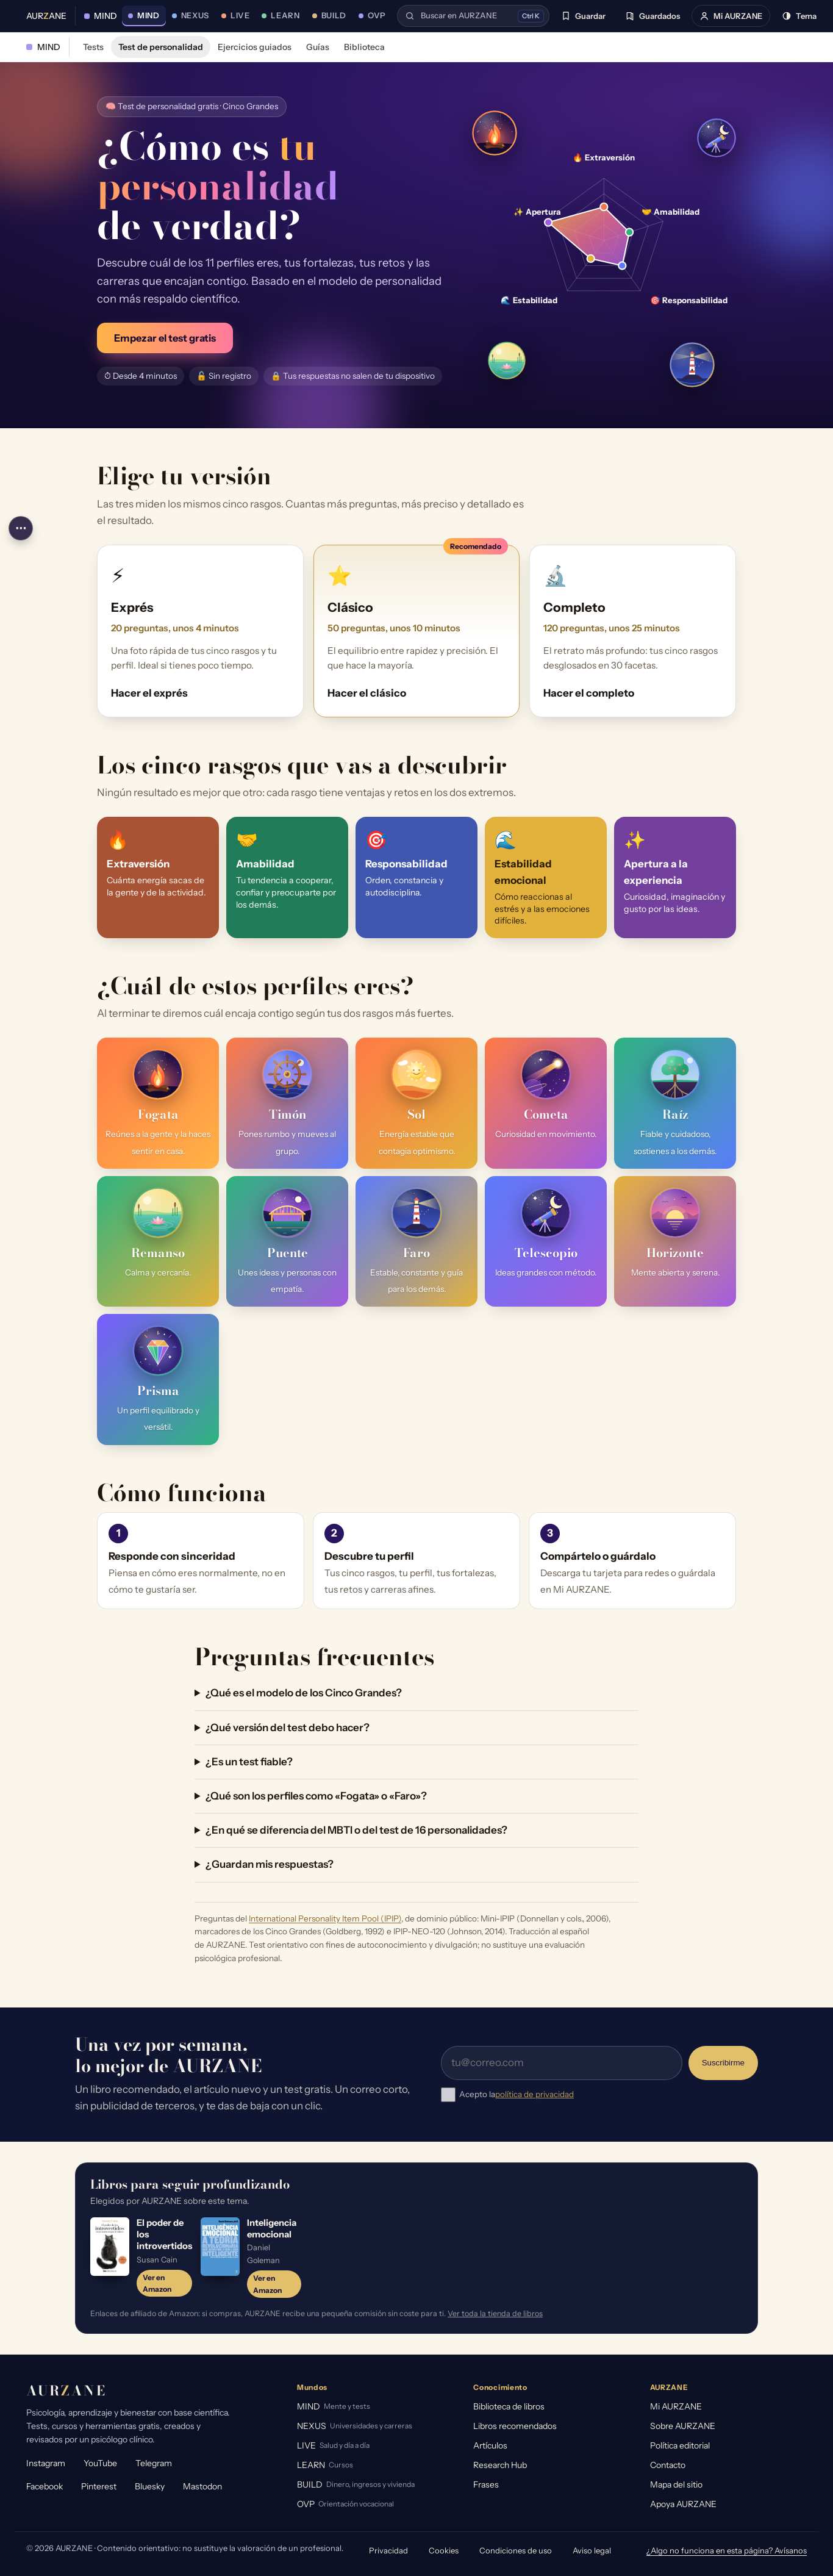 AURZANE
MIND
MIND
NEXUS
LIVE
LEARN
BUILD
OVP
Buscar en AURZANE
Ctrl K
Guardar
Guardados
Mi AURZANE
Tema
MIND
Tests
Test de personalidad
Ejercicios guiados
Guías
Biblioteca
🧠 Test de personalidad gratis · Cinco Grandes
¿Cómo es tu
personalidad
de verdad?
Descubre cuál de los 11 perfiles eres, tus fortalezas, tus retos y las
carreras que encajan contigo. Basado en el modelo de personalidad
con más respaldo científico.
Empezar el test gratis
⏱ Desde 4 minutos
🔓 Sin registro
🔒 Tus respuestas no salen de tu dispositivo
🔥 Extraversión
✨ Apertura
🤝 Amabilidad
🌊 Estabilidad
🎯 Responsabilidad
Elige tu versión
Las tres miden los mismos cinco rasgos. Cuantas más preguntas, más preciso y detallado es
el resultado.
Exprés
20 preguntas, unos 4 minutos
Una foto rápida de tus cinco rasgos y tu
perfil. Ideal si tienes poco tiempo.
Hacer el exprés
Recomendado
Clásico
50 preguntas, unos 10 minutos
El equilibrio entre rapidez y precisión. El
que hace la mayoría.
Hacer el clásico
Completo
120 preguntas, unos 25 minutos
El retrato más profundo: tus cinco rasgos
desglosados en 30 facetas.
Hacer el completo
Los cinco rasgos que vas a descubrir
Ningún resultado es mejor que otro: cada rasgo tiene ventajas y retos en los dos extremos.
Extraversión
Cuánta energía sacas de
la gente y de la actividad.
Amabilidad
Tu tendencia a cooperar,
confiar y preocuparte por
los demás.
Responsabilidad
Orden, constancia y
autodisciplina.
Estabilidad
emocional
Cómo reaccionas al
estrés y a las emociones
difíciles.
Apertura a la
experiencia
Curiosidad, imaginación y
gusto por las ideas.
¿Cuál de estos perfiles eres?
Al terminar te diremos cuál encaja contigo según tus dos rasgos más fuertes.
Fogata
Reúnes a la gente y la haces
sentir en casa.
Timón
Pones rumbo y mueves al
grupo.
Sol
Energía estable que
contagia optimismo.
Cometa
Curiosidad en movimiento.
Raíz
Fiable y cuidadoso,
sostienes a los demás.
Remanso
Calma y cercanía.
Puente
Unes ideas y personas con
empatía.
Faro
Estable, constante y guía
para los demás.
Telescopio
Ideas grandes con método.
Horizonte
Mente abierta y serena.
Prisma
Un perfil equilibrado y
versátil.
Cómo funciona
1
Responde con sinceridad
Piensa en cómo eres normalmente, no en
cómo te gustaría ser.
2
Descubre tu perfil
Tus cinco rasgos, tu perfil, tus fortalezas,
tus retos y carreras afines.
3
Compártelo o guárdalo
Descarga tu tarjeta para redes o guárdala
en Mi AURZANE.
Preguntas frecuentes
▶ ¿Qué es el modelo de los Cinco Grandes?
▶ ¿Qué versión del test debo hacer?
▶ ¿Es un test fiable?
▶ ¿Qué son los perfiles como «Fogata» o «Faro»?
▶ ¿En qué se diferencia del MBTI o del test de 16 personalidades?
▶ ¿Guardan mis respuestas?
Preguntas del International Personality Item Pool (IPIP), de dominio público: Mini-IPIP (Donnellan y cols., 2006),
marcadores de los Cinco Grandes (Goldberg, 1992) e IPIP-NEO-120 (Johnson, 2014). Traducción al español
de AURZANE. Test orientativo con fines de autoconocimiento y divulgación; no sustituye una evaluación
psicológica profesional.
Una vez por semana,
lo mejor de AURZANE
Un libro recomendado, el artículo nuevo y un test gratis. Un correo corto,
sin publicidad de terceros, y te das de baja con un clic.
tu@correo.com
Suscribirme
Acepto la política de privacidad
Libros para seguir profundizando
Elegidos por AURZANE sobre este tema.
El poder de
los
introvertidos
Susan Cain
Ver en
Amazon
INTELIGENCIA
EMOCIONAL
Inteligencia
emocional
Daniel
Goleman
Ver en
Amazon
Enlaces de afiliado de Amazon: si compras, AURZANE recibe una pequeña comisión sin coste para ti. Ver toda la tienda de libros
AURZANE
Psicología, aprendizaje y bienestar con base científica.
Tests, cursos y herramientas gratis, creados y
revisados por un psicólogo clínico.
Instagram
YouTube
Telegram
Facebook
Pinterest
Bluesky
Mastodon
Mundos
MIND Mente y tests
NEXUS Universidades y carreras
LIVE Salud y día a día
LEARN Cursos
BUILD Dinero, ingresos y vivienda
OVP Orientación vocacional
Conocimiento
Biblioteca de libros
Libros recomendados
Artículos
Research Hub
Frases
AURZANE
Mi AURZANE
Sobre AURZANE
Política editorial
Contacto
Mapa del sitio
Apoya AURZANE
© 2026 AURZANE · Contenido orientativo: no sustituye la valoración de un profesional.
Privacidad
Cookies
Condiciones de uso
Aviso legal
¿Algo no funciona en esta página? Avísanos